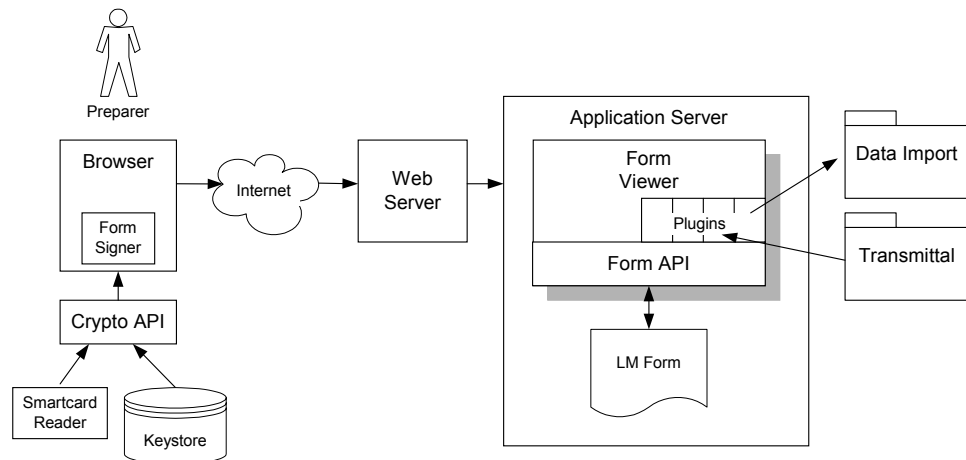 Preparer
Browser
Form
Signer
Crypto API
Smartcard
Reader
Keystore
Internet
Web
Server
Application Server
Form
Viewer
Plugins
Form API
LM Form
Data Import
Transmittal